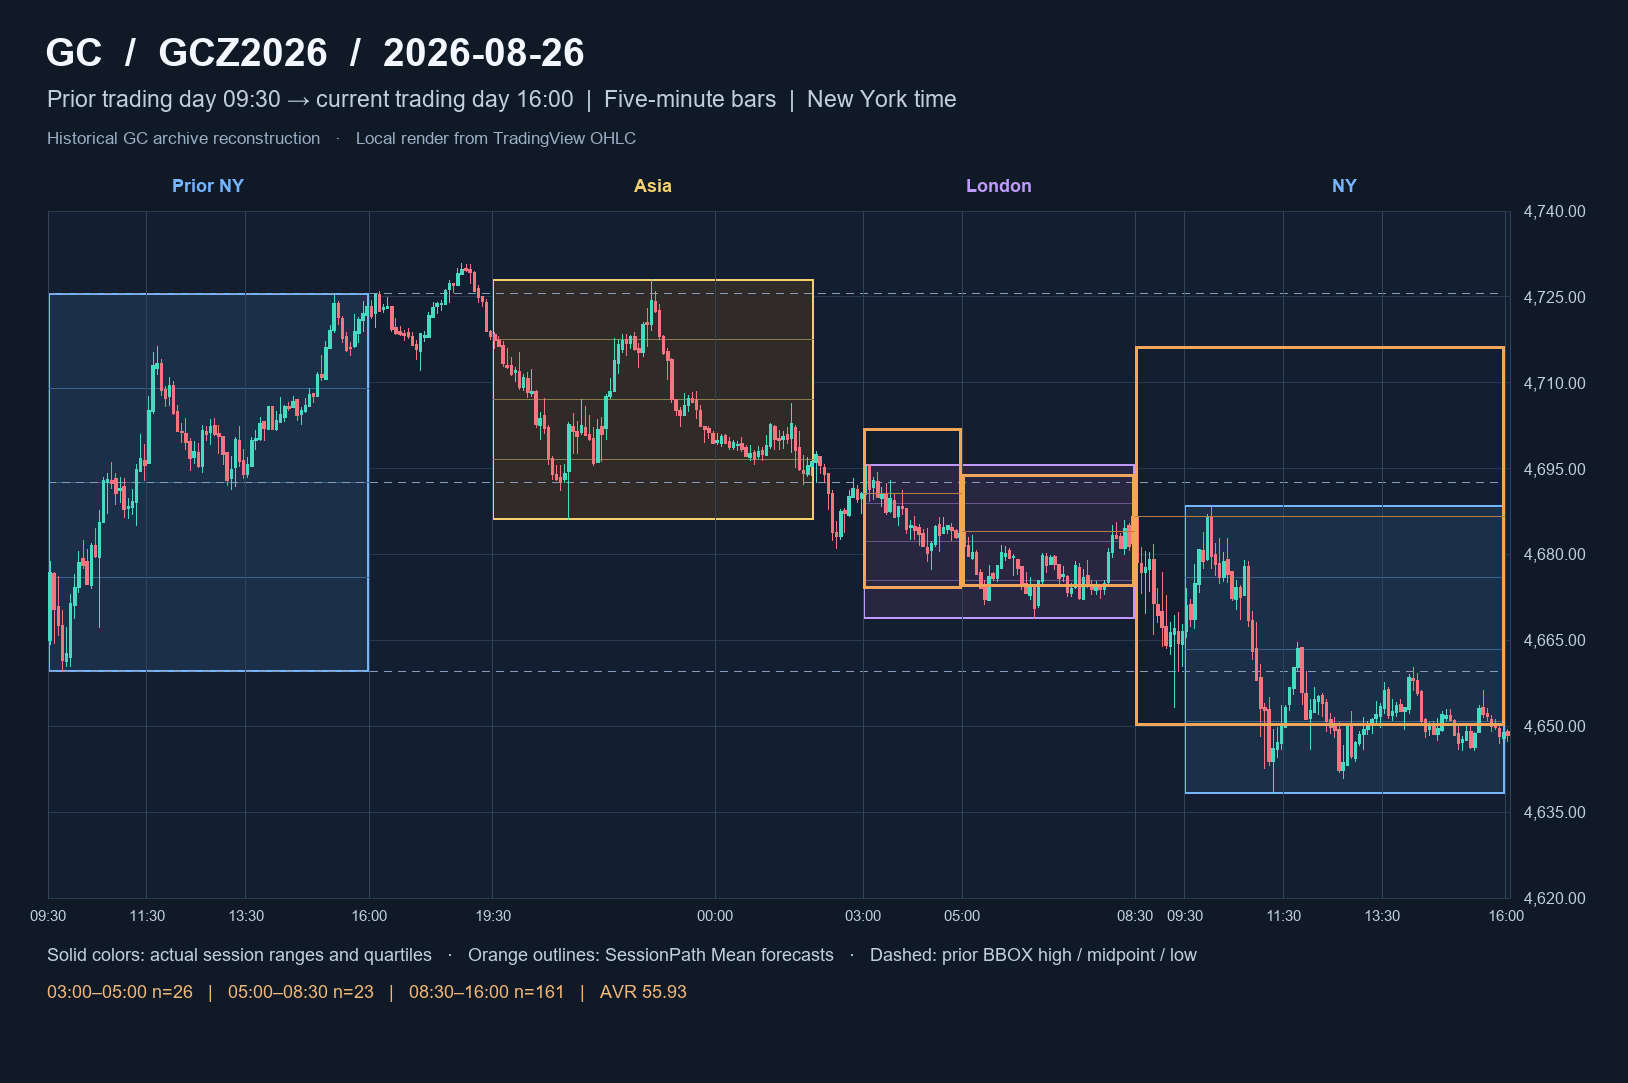 GC / GCZ2026 / 2026-08-26
Prior trading day 09:30 → current trading day 16:00 | Five-minute bars | New York time
Historical GC archive reconstruction · Local render from TradingView OHLC
Prior NY Asia London NY
4,740.00
4,725.00
4,710.00
4,695.00
4,680.00
4,665.00
4,650.00
4,635.00
4,620.00
09:30 11:30 13:30 16:00 19:30 00:00 03:00 05:00 08:30 09:30 11:30 13:30 16:00
Solid colors: actual session ranges and quartiles · Orange outlines: SessionPath Mean forecasts · Dashed: prior BBOX high / midpoint / low
03:00–05:00 n=26 | 05:00–08:30 n=23 | 08:30–16:00 n=161 | AVR 55.93